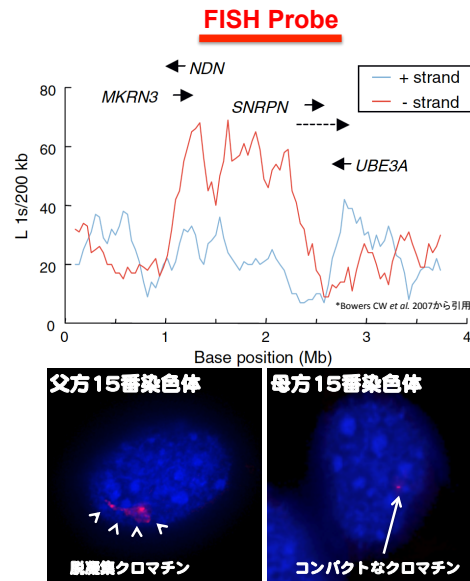 FISH Probe
NDN
MKRN3
SNRPN
UBE3A
+ strand
- strand
L 1s/200 kb
80
60
40
20
0
*Bowers CW et al. 2007から引用
0 1 2 3 4
Base position (Mb)
父方15番染色体
母方15番染色体
脱凝集クロマチン
コンパクトなクロマチン